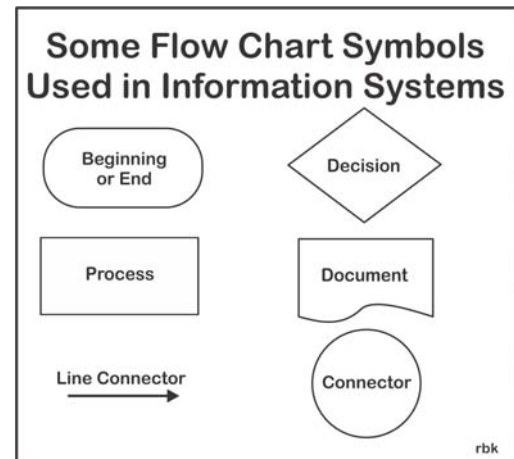 Some Flow Chart Symbols
Used in Information Systems
Beginning
or End
Decision
Process
Document
Line Connector
Connector
rbk